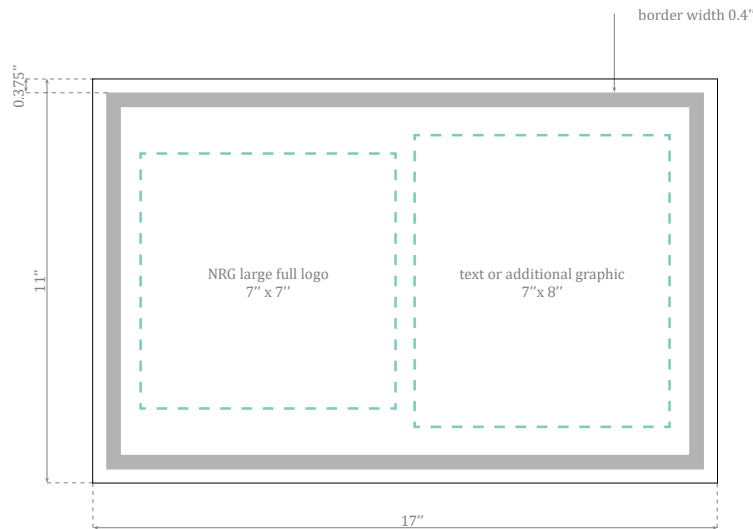 border width 0.4’’
0.375’’
11’’
NRG large full logo
7’’ x 7’’
text or additional graphic
7’’x 8’’
17’’